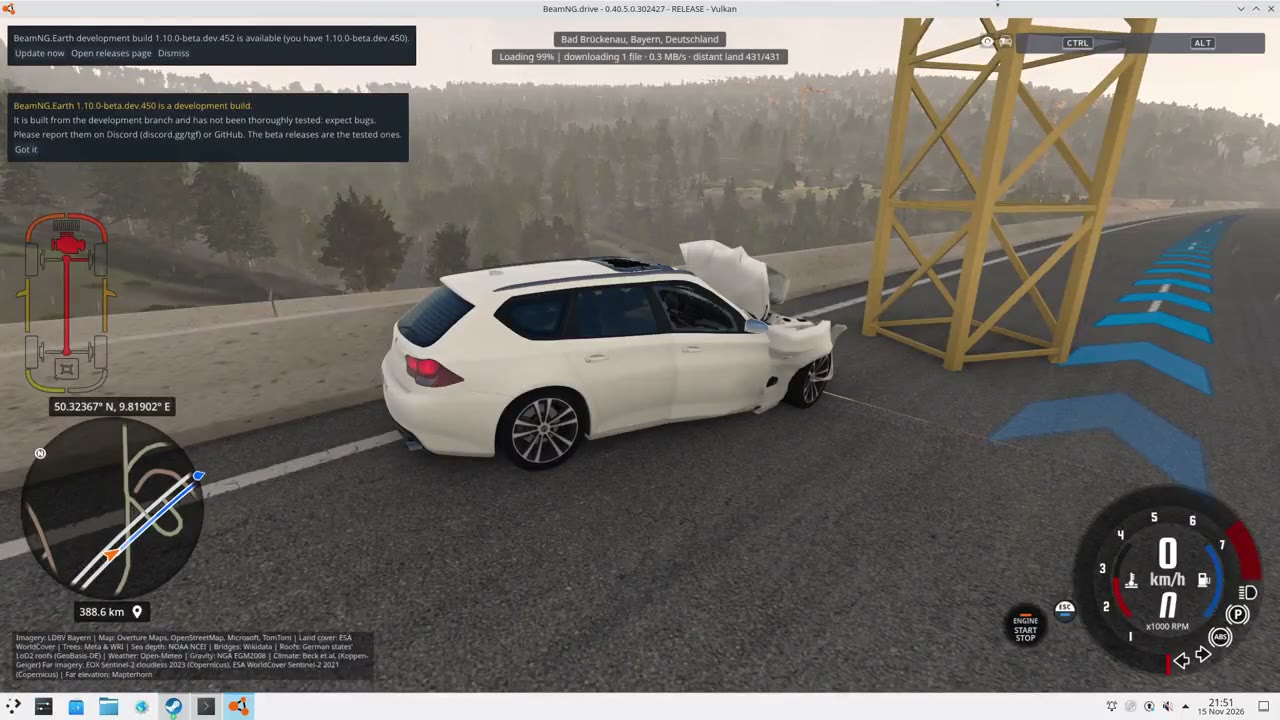 BeamNG.drive - 0.40.5.0.302427 - RELEASE - Vulkan
BeamNG.Earth development build 1.10.0-beta.dev.452 is available (you have 1.10.0-beta.dev.450).
Update now Open releases page Dismiss
Bad Brückenau, Bayern, Deutschland
Loading 99% | downloading 1 file · 0.3 MB/s · distant land 431/431
CTRL
ALT
BeamNG.Earth 1.10.0-beta.dev.450 is a development build.
It is built from the development branch and has not been thoroughly tested: expect bugs.
Please report them on Discord (discord.gg/tgf) or GitHub. The beta releases are the tested ones.
Got it
50.32367° N, 9.81902° E
N
388.6 km
Imagery: LDBV Bayern | Map: Overture Maps, OpenStreetMap, Microsoft, TomTom | Land cover: ESA
WorldCover | Trees: Meta & WRI | Sea depth: NOAA NCEI | Bridges: Wikidata | Roofs: German states'
LoD2 roofs (GeoBasis-DE) | Weather: Open-Meteo | Gravity: NGA EGM2008 | Climate: Beck et al. (Koppen-
Geiger) Far imagery: EOX Sentinel-2 cloudless 2023 (Copernicus), ESA WorldCover Sentinel-2 2021
(Copernicus) | Far elevation: Mapterhorn
ENGINE
START
STOP
ESC
1
2
3
4
5
6
7
0
km/h
n
x1000 RPM
P
ABS
21:51
15 Nov 2026